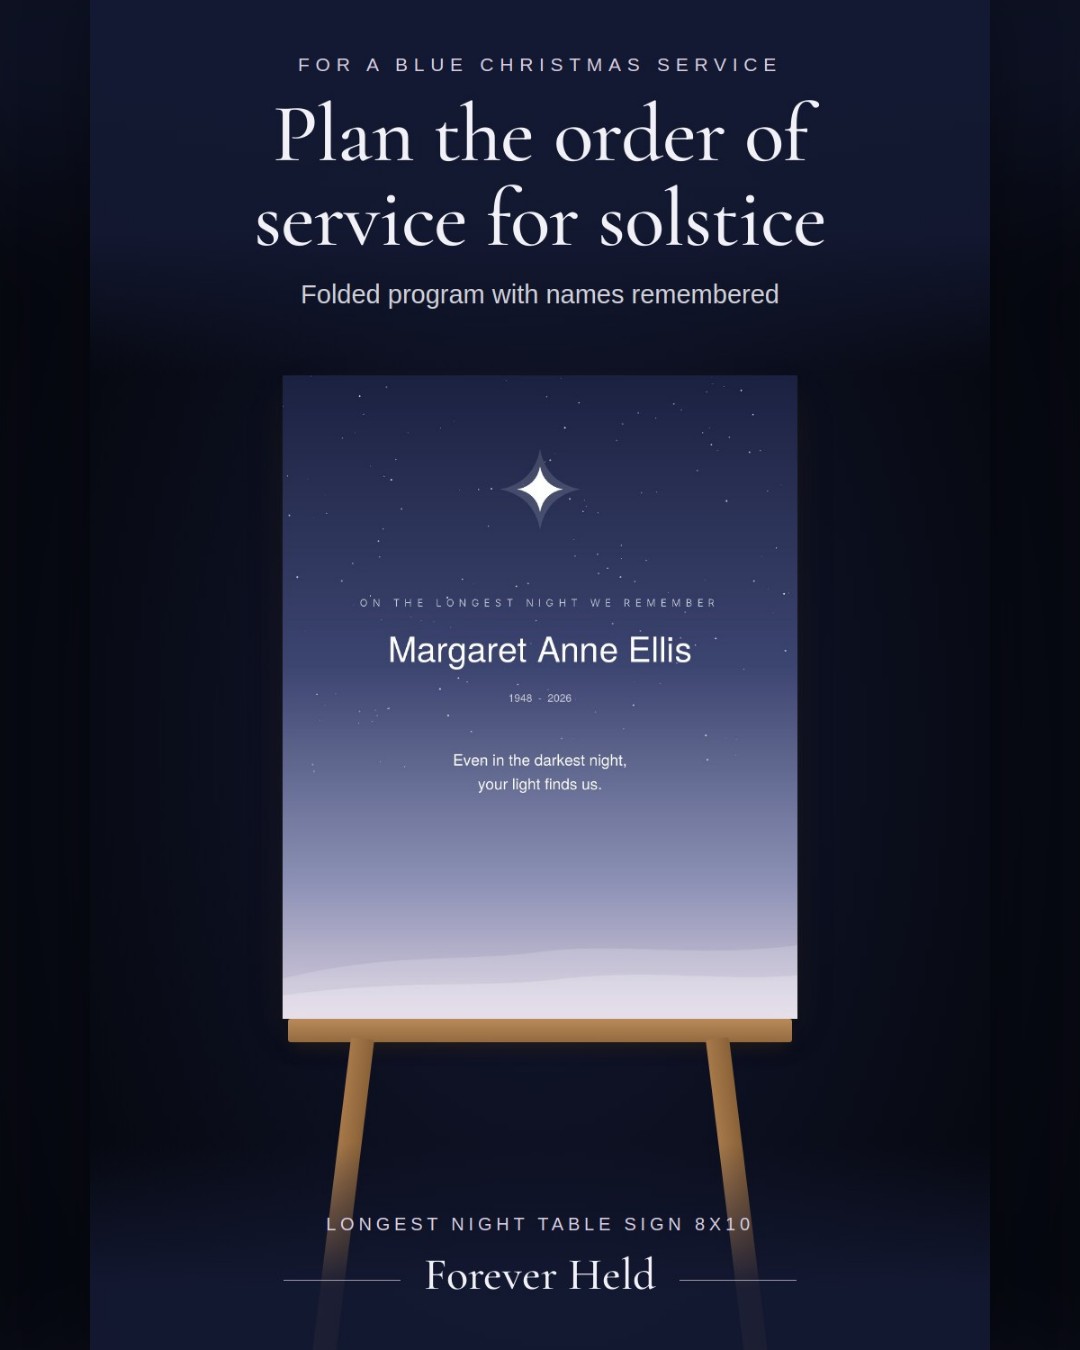 FOR A BLUE CHRISTMAS SERVICE
Plan the order of
service for solstice
Folded program with names remembered
ON THE LONGEST NIGHT WE REMEMBER
Margaret Anne Ellis
1948 - 2026
Even in the darkest night,
your light finds us.
LONGEST NIGHT TABLE SIGN 8X10
Forever Held